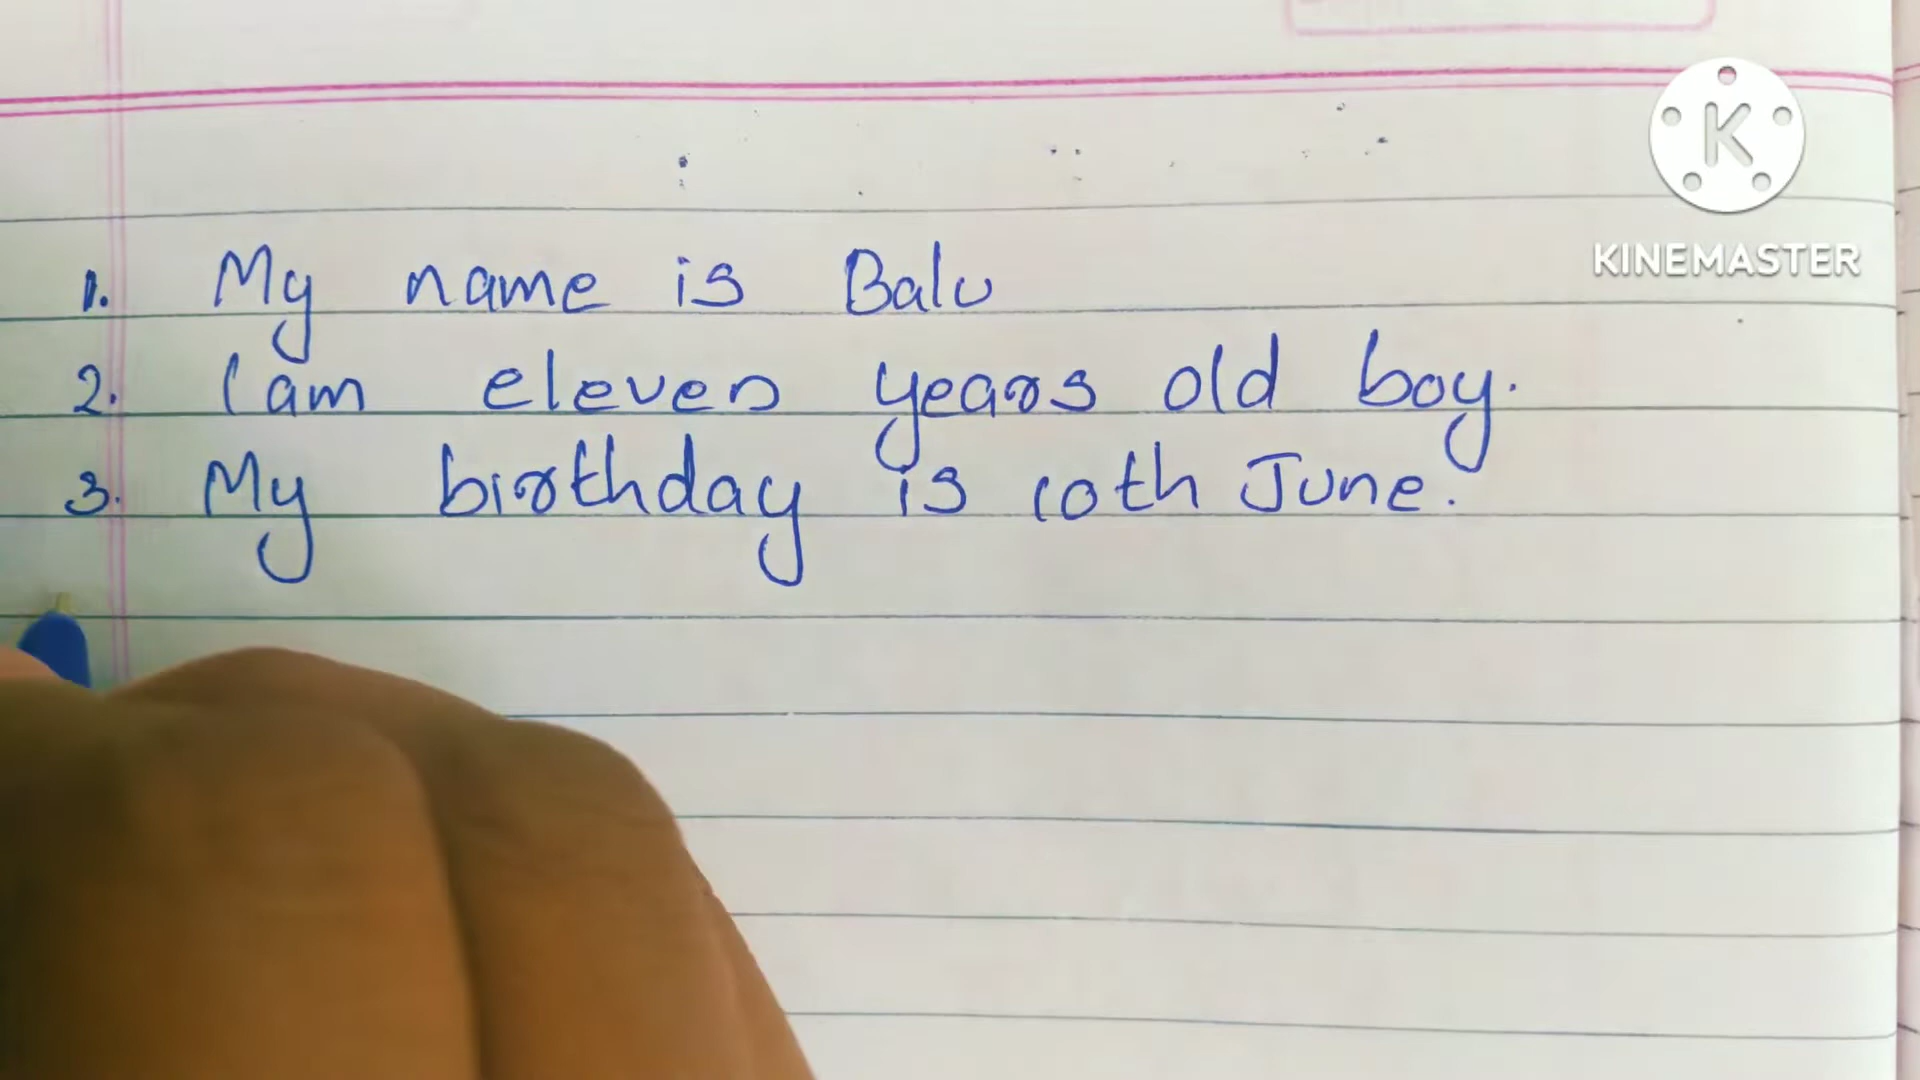 KINEMASTER
1. My name is Balu
2. I am eleven years old boy.
3. My birthday is 10th June.